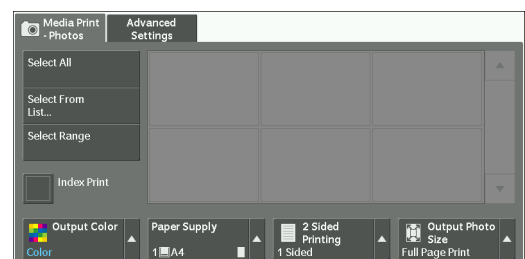 Media Print
- Photos
Advanced
Settings
Select All
Select From
List...
Select Range
Index Print
Output Color
Color
Paper Supply
1 A4
2 Sided
Printing
1 Sided
Output Photo
Size
Full Page Print